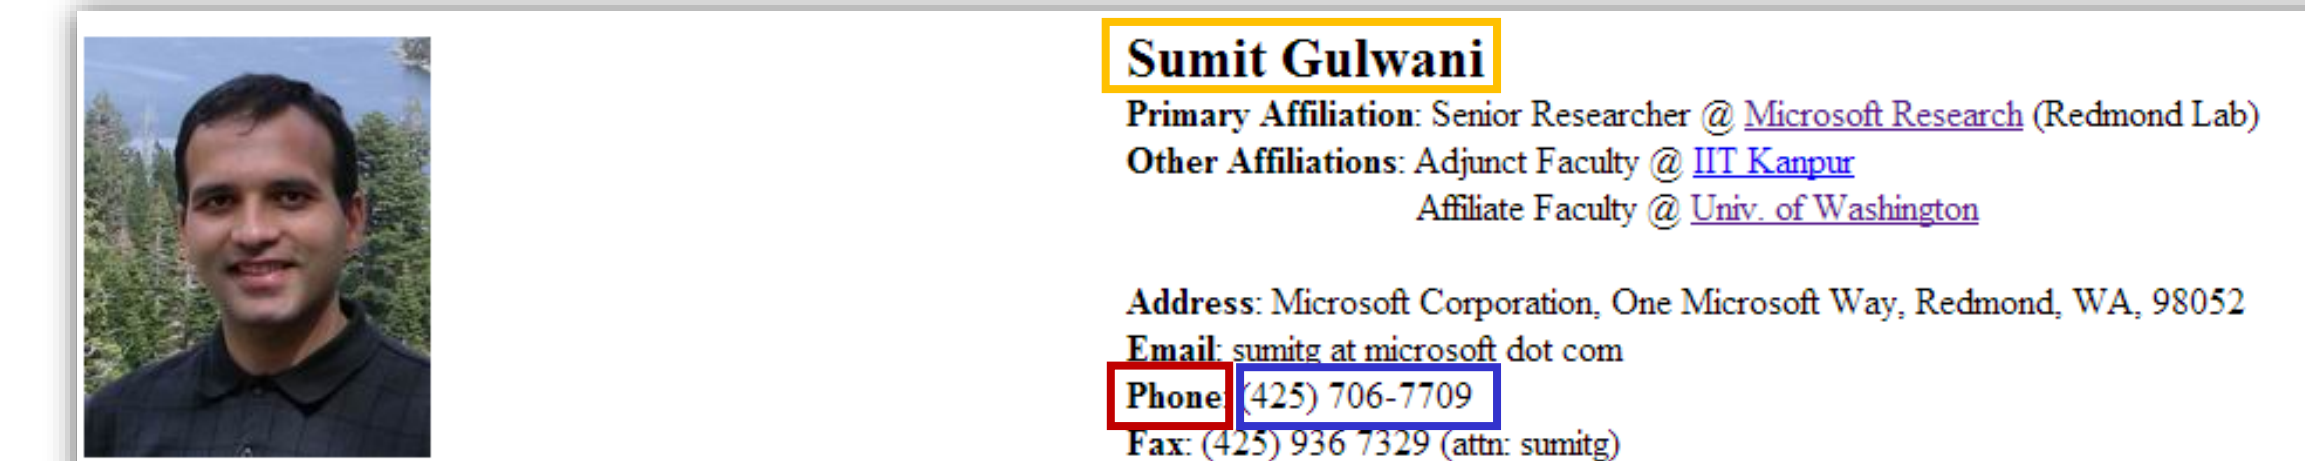 Sumit Gulwani
Primary Affiliation: Senior Researcher @ Microsoft Research (Redmond Lab)
Other Affiliations: Adjunct Faculty @ IIT Kanpur
Affiliate Faculty @ Univ. of Washington
Address: Microsoft Corporation, One Microsoft Way, Redmond, WA, 98052
Email: sumitg at microsoft dot com
Phone: (425) 706-7709
Fax: (425) 936 7329 (attn: sumitg)